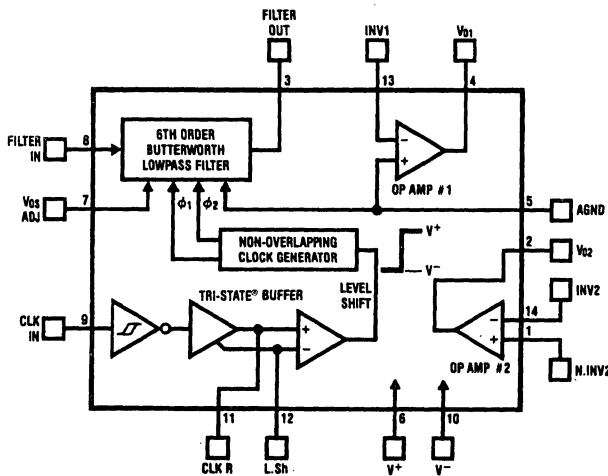 FILTER
OUT
INV1
VO1
3
13
4
FILTER
IN
8
6TH ORDER
BUTTERWORTH
LOWPASS FILTER
−
+
OP AMP #1
VOS
ADJ
7
ϕ1
ϕ2
5
AGND
NON-OVERLAPPING
CLOCK GENERATOR
V+
V−
2
VO2
LEVEL
SHIFT
INV2
TRI-STATE® BUFFER
CLK
IN
9
+
−
14
−
+
1
OP AMP #2
N.INV2
11
12
6
10
CLK R
L.Sh
V+
V−